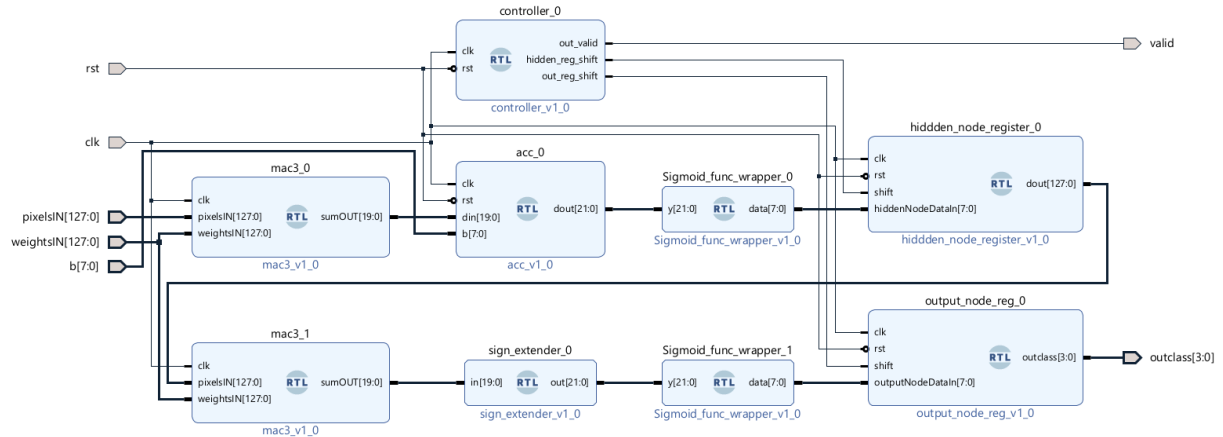 controller_0
clk
rst
RTL
out_valid
hidden_reg_shift
out_reg_shift
controller_v1_0
valid
rst
clk
pixelsIN[127:0]
weightsIN[127:0]
b[7:0]
mac3_0
clk
pixelsIN[127:0]
weightsIN[127:0]
RTL
sumOUT[19:0]
mac3_v1_0
acc_0
clk
rst
din[19:0]
b[7:0]
RTL
dout[21:0]
acc_v1_0
Sigmoid_func_wrapper_0
y[21:0]
RTL
data[7:0]
Sigmoid_func_wrapper_v1_0
hiddden_node_register_0
clk
rst
shift
hiddenNodeDataIn[7:0]
RTL
dout[127:0]
hiddden_node_register_v1_0
mac3_1
clk
pixelsIN[127:0]
weightsIN[127:0]
RTL
sumOUT[19:0]
mac3_v1_0
sign_extender_0
in[19:0]
RTL
out[21:0]
sign_extender_v1_0
Sigmoid_func_wrapper_1
y[21:0]
RTL
data[7:0]
Sigmoid_func_wrapper_v1_0
output_node_reg_0
clk
rst
shift
outputNodeDataIn[7:0]
RTL
outclass[3:0]
output_node_reg_v1_0
outclass[3:0]